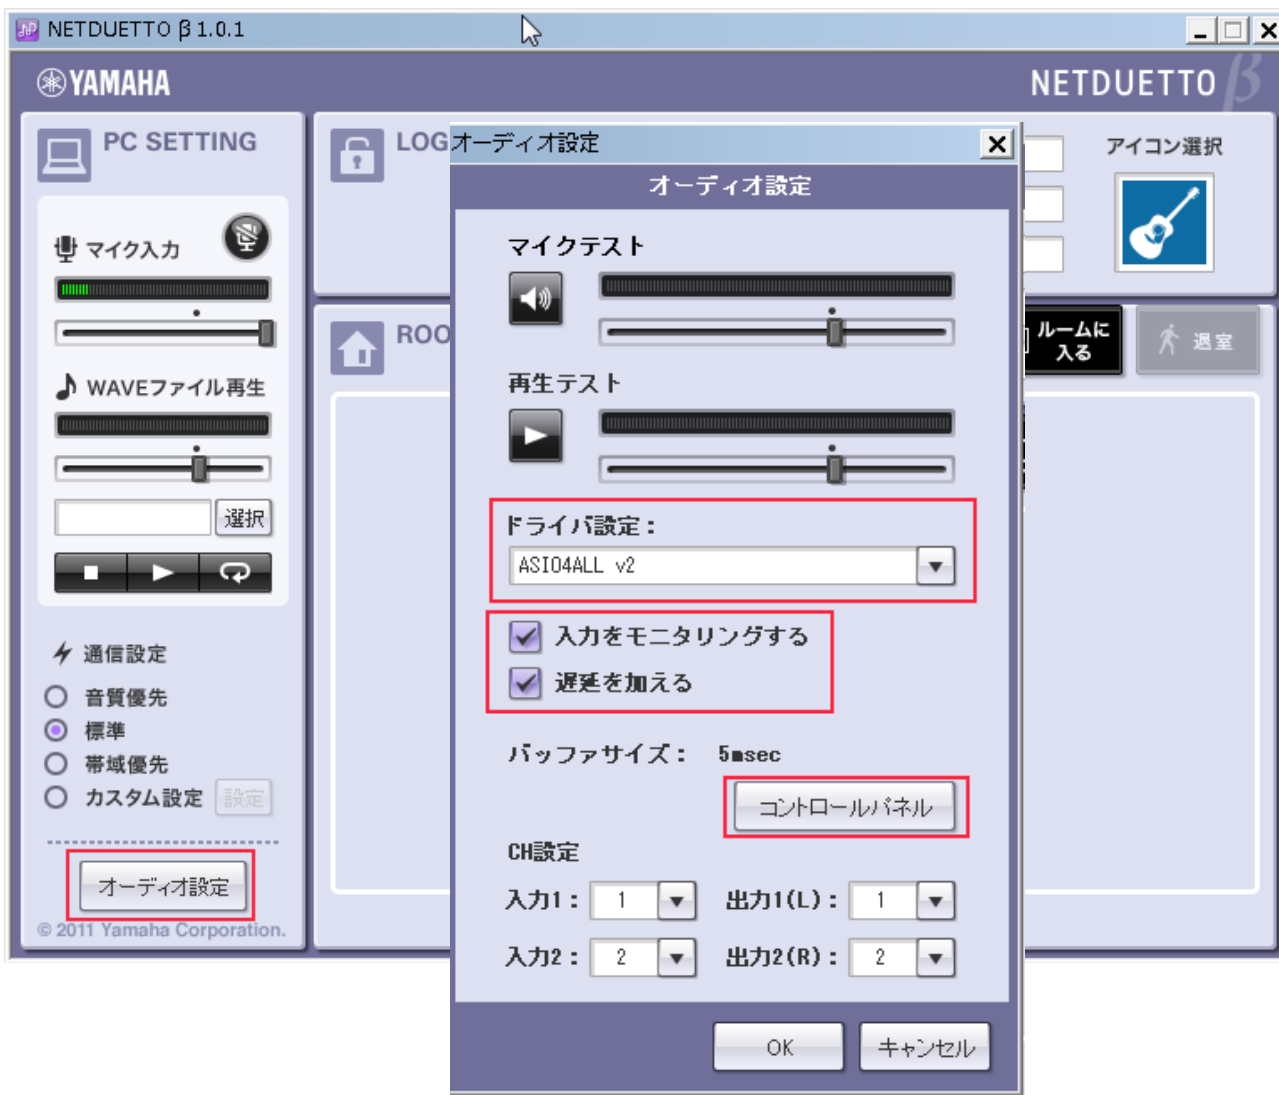 NETDUETTO β 1.0.1
YAMAHA
NETDUETTO β
PC SETTING
マイク入力
WAVEファイル再生
選択
通信設定
音質優先
標準
帯域優先
カスタム設定 設定
オーディオ設定
© 2011 Yamaha Corporation.
LOG
アイコン選択
ROO
ルームに
入る
退室
オーディオ設定
オーディオ設定
マイクテスト
再生テスト
ドライバ設定：
ASIO4ALL v2
入力をモニタリングする
遅延を加える
バッファサイズ： 5msec
コントロールパネル
CH設定
入力1： 1 出力1(L)： 1
入力2： 2 出力2(R)： 2
OK キャンセル